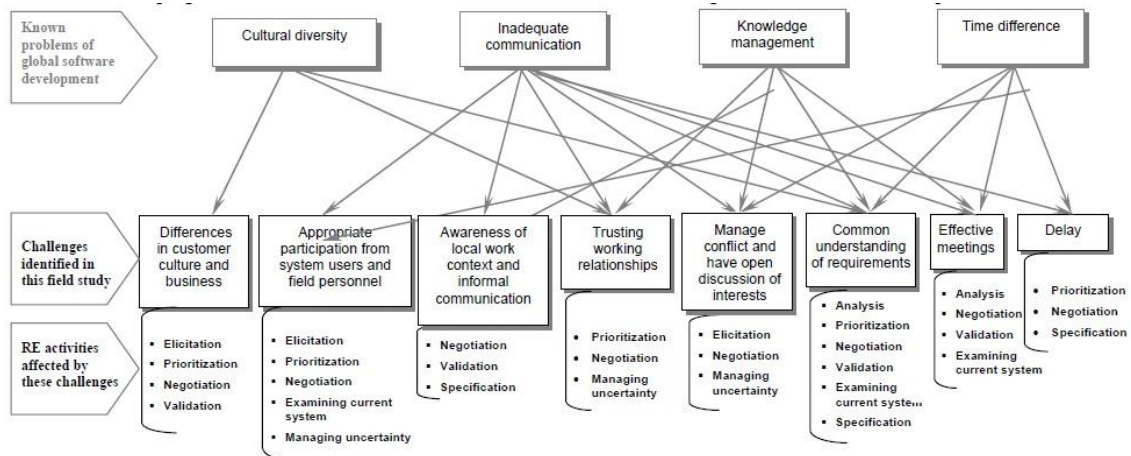 Known
problems of
global software
development
Cultural diversity
Inadequate
communication
Knowledge
management
Time difference
Challenges
identified in
this field study
Differences
in customer
culture and
business
Appropriate
participation from
system users and
field personnel
Awareness of
local work
context and
informal
communication
Trusting
working
relationships
Manage
conflict and
have open
discussion of
interests
Common
understanding
of requirements
Effective
meetings
Delay
RE activities
affected by
these challenges
▪ Elicitation
▪ Prioritization
▪ Negotiation
▪ Validation
▪ Elicitation
▪ Prioritization
▪ Negotiation
▪ Examining current
system
▪ Managing uncertainty
▪ Negotiation
▪ Validation
▪ Specification
• Prioritization
• Negotiation
• Managing
uncertainty
▪ Elicitation
▪ Negotiation
▪ Managing
uncertainty
▪ Analysis
▪ Prioritization
▪ Negotiation
▪ Validation
▪ Examining
current system
▪ Specification
▪ Analysis
▪ Negotiation
▪ Validation
▪ Examining
current system
• Prioritization
• Negotiation
• Specification